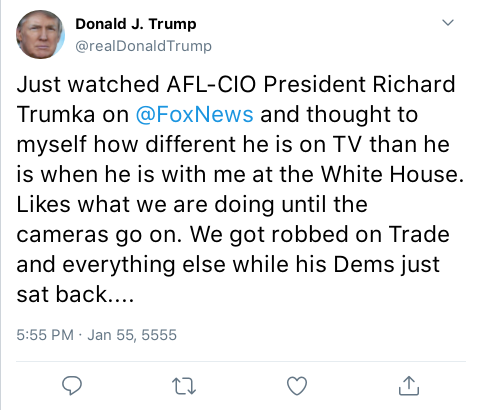 Donald J. Trump
@realDonaldTrump
Just watched AFL-CIO President Richard
Trumka on @FoxNews and thought to
myself how different he is on TV than he
is when he is with me at the White House.
Likes what we are doing until the
cameras go on. We got robbed on Trade
and everything else while his Dems just
sat back....
5:55 PM · Jan 55, 5555